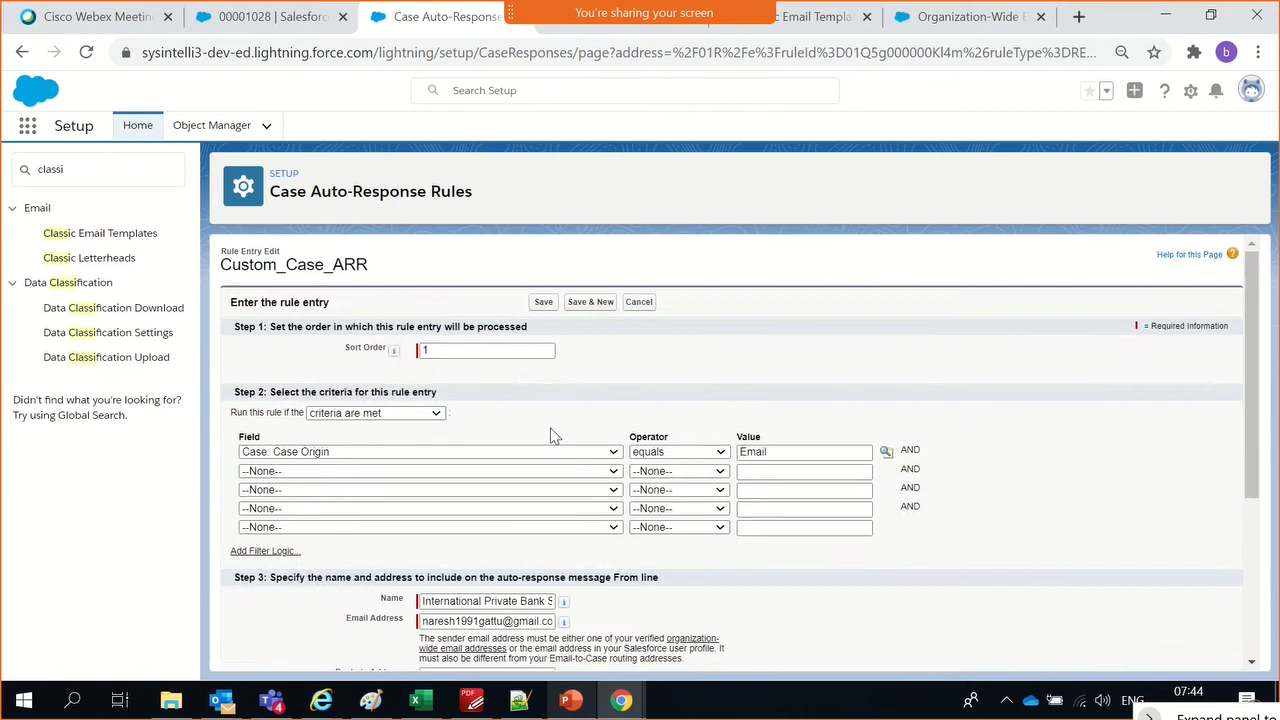 Cisco Webex Meetin
00001028 | Salesforc
Case Auto-Respon
You're sharing your screen
Email Templa
Organization-Wide E
sysintelli3-dev-ed.lightning.force.com/lightning/setup/CaseResponses/page?address=%2F01R%2Fe%3FruleId%3D01Q5g000000Kl4m%26ruleType%3DRE...
b
Search Setup
Setup
Home
Object Manager
classi
Email
Classic Email Templates
Classic Letterheads
Data Classification
Data Classification Download
Data Classification Settings
Data Classification Upload
Didn't find what you're looking for?
Try using Global Search.
SETUP
Case Auto-Response Rules
Rule Entry Edit
Custom_Case_ARR
Help for this Page
Enter the rule entry
Save
Save & New
Cancel
Step 1: Set the order in which this rule entry will be processed
= Required Information
Sort Order
1
Step 2: Select the criteria for this rule entry
Run this rule if the criteria are met :
Field Operator Value
Case: Case Origin equals Email AND
--None-- --None-- AND
--None-- --None-- AND
--None-- --None-- AND
--None-- --None--
Add Filter Logic...
Step 3: Specify the name and address to include on the auto-response message From line
Name International Private Bank S
Email Address naresh1991gattu@gmail.co
The sender email address must be either one of your verified organization-
wide email addresses or the email address in your Salesforce user profile. It
must also be different from your Email-to-Case routing addresses.
PDF
ENG
07:44
Expand panel to